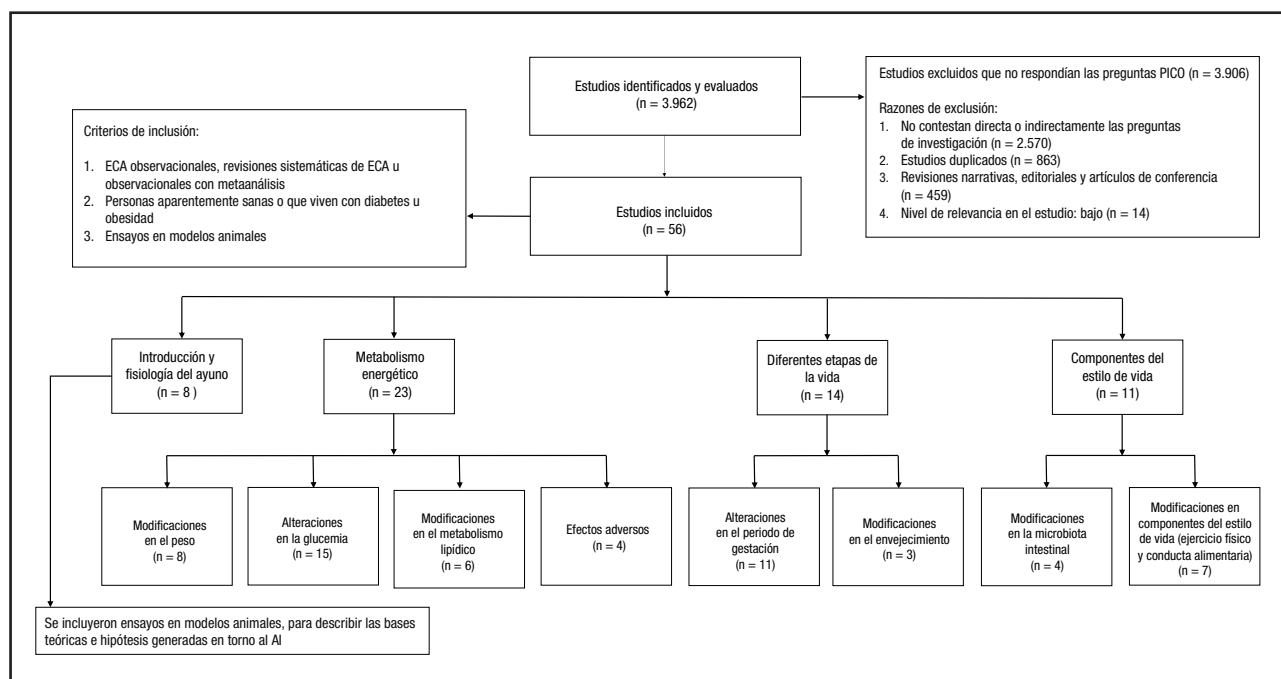 Estudios identificados y evaluados
(n = 3.962)
Estudios excluidos que no respondían las preguntas PICO (n = 3.906)
Razones de exclusión:
1. No contestan directa o indirectamente las preguntas
de investigación (n = 2.570)
2. Estudios duplicados (n = 863)
3. Revisiones narrativas, editoriales y artículos de conferencia
(n = 459)
4. Nivel de relevancia en el estudio: bajo (n = 14)
Criterios de inclusión:
1. ECA observacionales, revisiones sistemáticas de ECA u
observacionales con metaanálisis
2. Personas aparentemente sanas o que viven con diabetes u
obesidad
3. Ensayos en modelos animales
Estudios incluidos
(n = 56)
Introducción y
fisiología del ayuno
(n = 8 )
Metabolismo
energético
(n = 23)
Diferentes etapas de
la vida
(n = 14)
Componentes del
estilo de vida
(n = 11)
Modificaciones
en el peso
(n = 8)
Alteraciones
en la glucemia
(n = 15)
Modificaciones
en el metabolismo
lipídico
(n = 6)
Efectos adversos
(n = 4)
Alteraciones
en el periodo de
gestación
(n = 11)
Modificaciones
en el envejecimiento
(n = 3)
Modificaciones
en la microbiota
intestinal
(n = 4)
Modificaciones en
componentes del estilo
de vida (ejercicio físico
y conducta alimentaria)
(n = 7)
Se incluyeron ensayos en modelos animales, para describir las bases
teóricas e hipótesis generadas en torno al AI